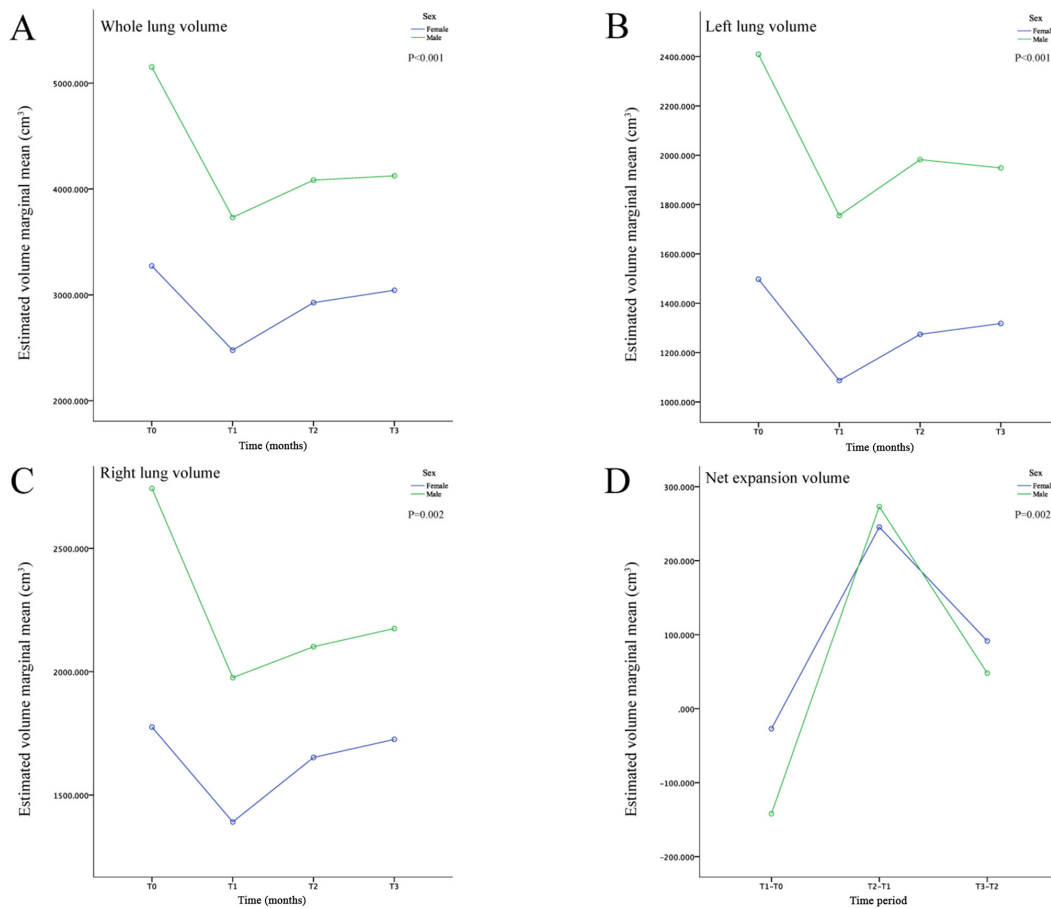 A
Whole lung volume
Sex
Female
Male
P<0.001
Estimated volume marginal mean (cm³)
5000.000
4000.000
3000.000
2000.000
T0 T1 T2 T3
Time (months)
B
Left lung volume
Sex
Female
Male
P<0.001
Estimated volume marginal mean (cm³)
2400.000
2200.000
2000.000
1800.000
1600.000
1400.000
1200.000
1000.000
T0 T1 T2 T3
Time (months)
C
Right lung volume
Sex
Female
Male
P=0.002
Estimated volume marginal mean (cm³)
2500.000
2000.000
1500.000
T0 T1 T2 T3
Time (months)
D
Net expansion volume
Sex
Female
Male
P=0.002
Estimated volume marginal mean (cm³)
300.000
200.000
100.000
.000
−100.000
−200.000
T1−T0 T2−T1 T3−T2
Time period